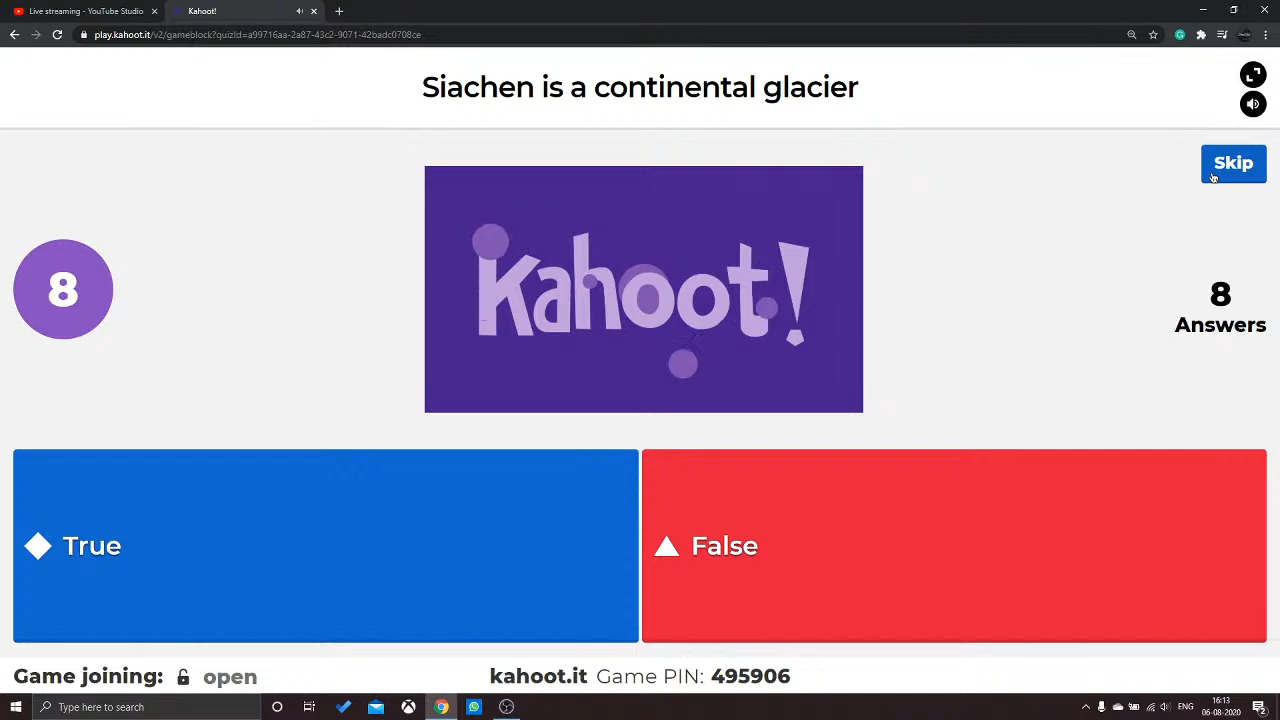 Live streaming - YouTube Studio
Kahoot!
play.kahoot.it/v2/gameblock?quizId=a99716aa-2a87-43c2-9071-42badc0708ce
Siachen is a continental glacier
Skip
Kahoot!
8
8
Answers
True
False
Game joining: open
kahoot.it Game PIN: 495906
Type here to search
ENG
16:13
06-08-2020
2